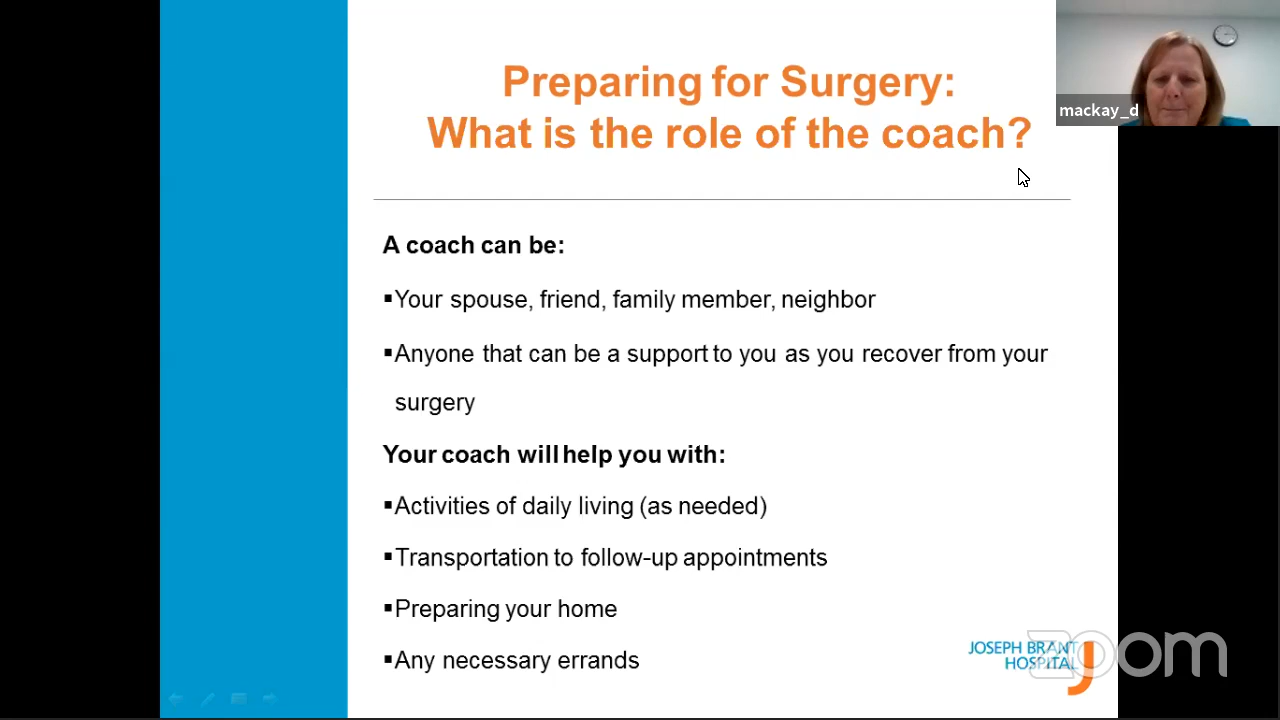 Preparing for Surgery:
What is the role of the coach?
mackay_d
A coach can be:
▪Your spouse, friend, family member, neighbor
▪Anyone that can be a support to you as you recover from your
surgery
Your coach will help you with:
▪Activities of daily living (as needed)
▪Transportation to follow-up appointments
▪Preparing your home
▪Any necessary errands
JOSEPH BRANT
HOSPITAL
zoom